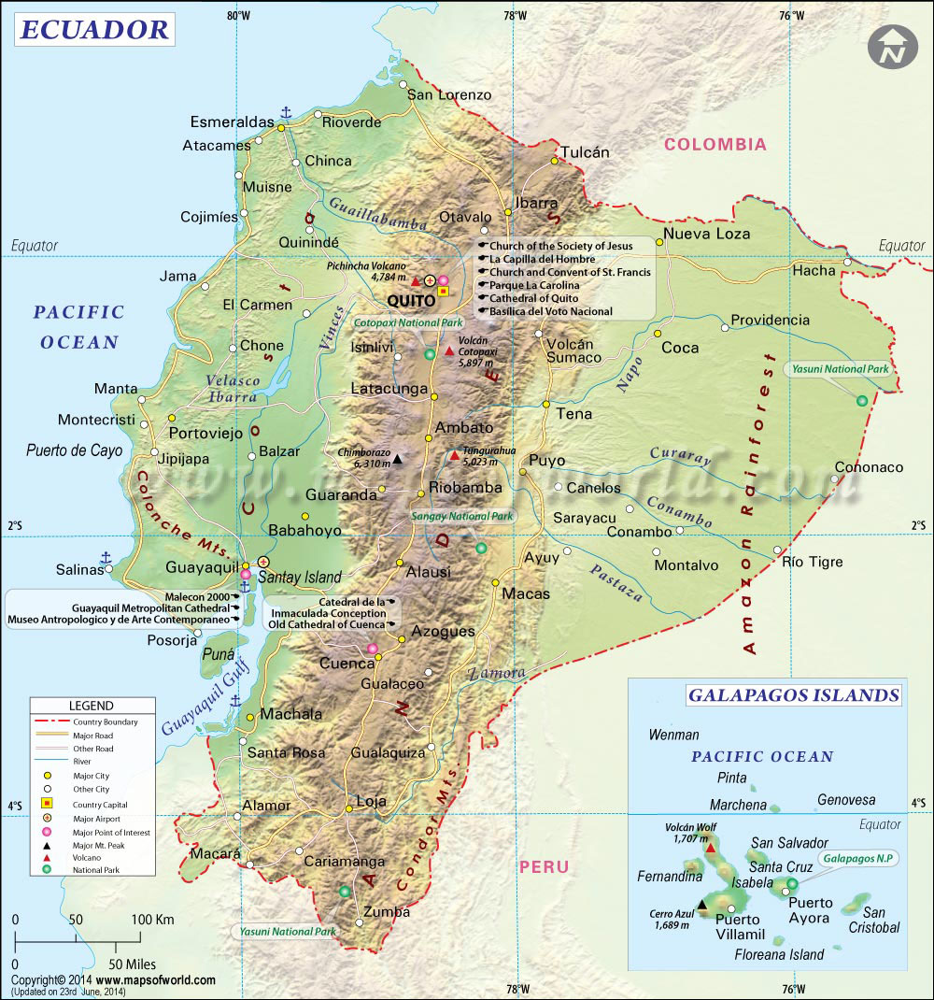 ECUADOR
80°W
78°W
76°W
N
San Lorenzo
Esmeraldas
Rioverde
Atacames
Chinca
Tulcán
COLOMBIA
Muisne
Guaillabamba
Ibarra
Cojimíes
Otavalo
Quinindé
Nueva Loza
Equator
Equator
Church of the Society of Jesus
La Capilla del Hombre
Church and Convent of St. Francis
Parque La Carolina
Cathedral of Quito
Basílica del Voto Nacional
Pichincha Volcano
4,784 m
Hacha
Jama
QUITO
El Carmen
PACIFIC
OCEAN
Vinces
Cotopaxi National Park
Providencia
Chone
Isinlivi
Volcán
Cotopaxi
5,897 m
Volcán
Sumaco
Coca
Napo
Yasuni National Park
Velasco
Ibarra
Manta
Latacunga
Montecristi
Portoviejo
Tena
Ambato
Puerto de Cayo
Jipijapa
Balzar
Chimborazo
6,310 m
Tungurahua
5,023 m
Puyo
Curaray
Cononaco
www.mapsofworld.com
Guaranda
Riobamba
Canelos
Colonche Mts.
Costa
ANDES
Amazon Rainforest
Sangay National Park
Sarayacu
Conambo
Conambo
2°S
2°S
Babahoyo
Salinas
Guayaquil
Santay Island
Alausi
Ayuy
Montalvo
Río Tigre
Pastaza
Macas
Malecon 2000
Guayaquil Metropolitan Cathedral
Museo Antropologico y de Arte Contemporaneo
Catedral de la
Inmaculada Conception
Old Cathedral of Cuenca
Posorja
Puná
Azogues
Cuenca
Gualaceo
Zamora
Guayaquil Gulf
Machala
Santa Rosa
Gualaquiza
Condor Mts.
Alamor
Loja
4°S
4°S
Macará
Cariamanga
PERU
Zumba
Yasuni National Park
LEGEND
Country Boundary
Major Road
Other Road
River
Major City
Other City
Country Capital
Major Airport
Major Point of Interest
Major Mt. Peak
Volcano
National Park
0 50 100 Km
0 50 Miles
Copyright© 2014 www.mapsofworld.com
(Updated on 23rd June, 2014)
78°W
76°W
GALAPAGOS ISLANDS
Wenman
PACIFIC OCEAN
Pinta
Marchena
Genovesa
Equator
Volcán Wolf
1,707 m
San Salvador
Galapagos N.P
Santa Cruz
Fernandina
Isabela
Cerro Azul
1,689 m
Puerto
Villamil
Puerto
Ayora
San
Cristobal
Floreana Island